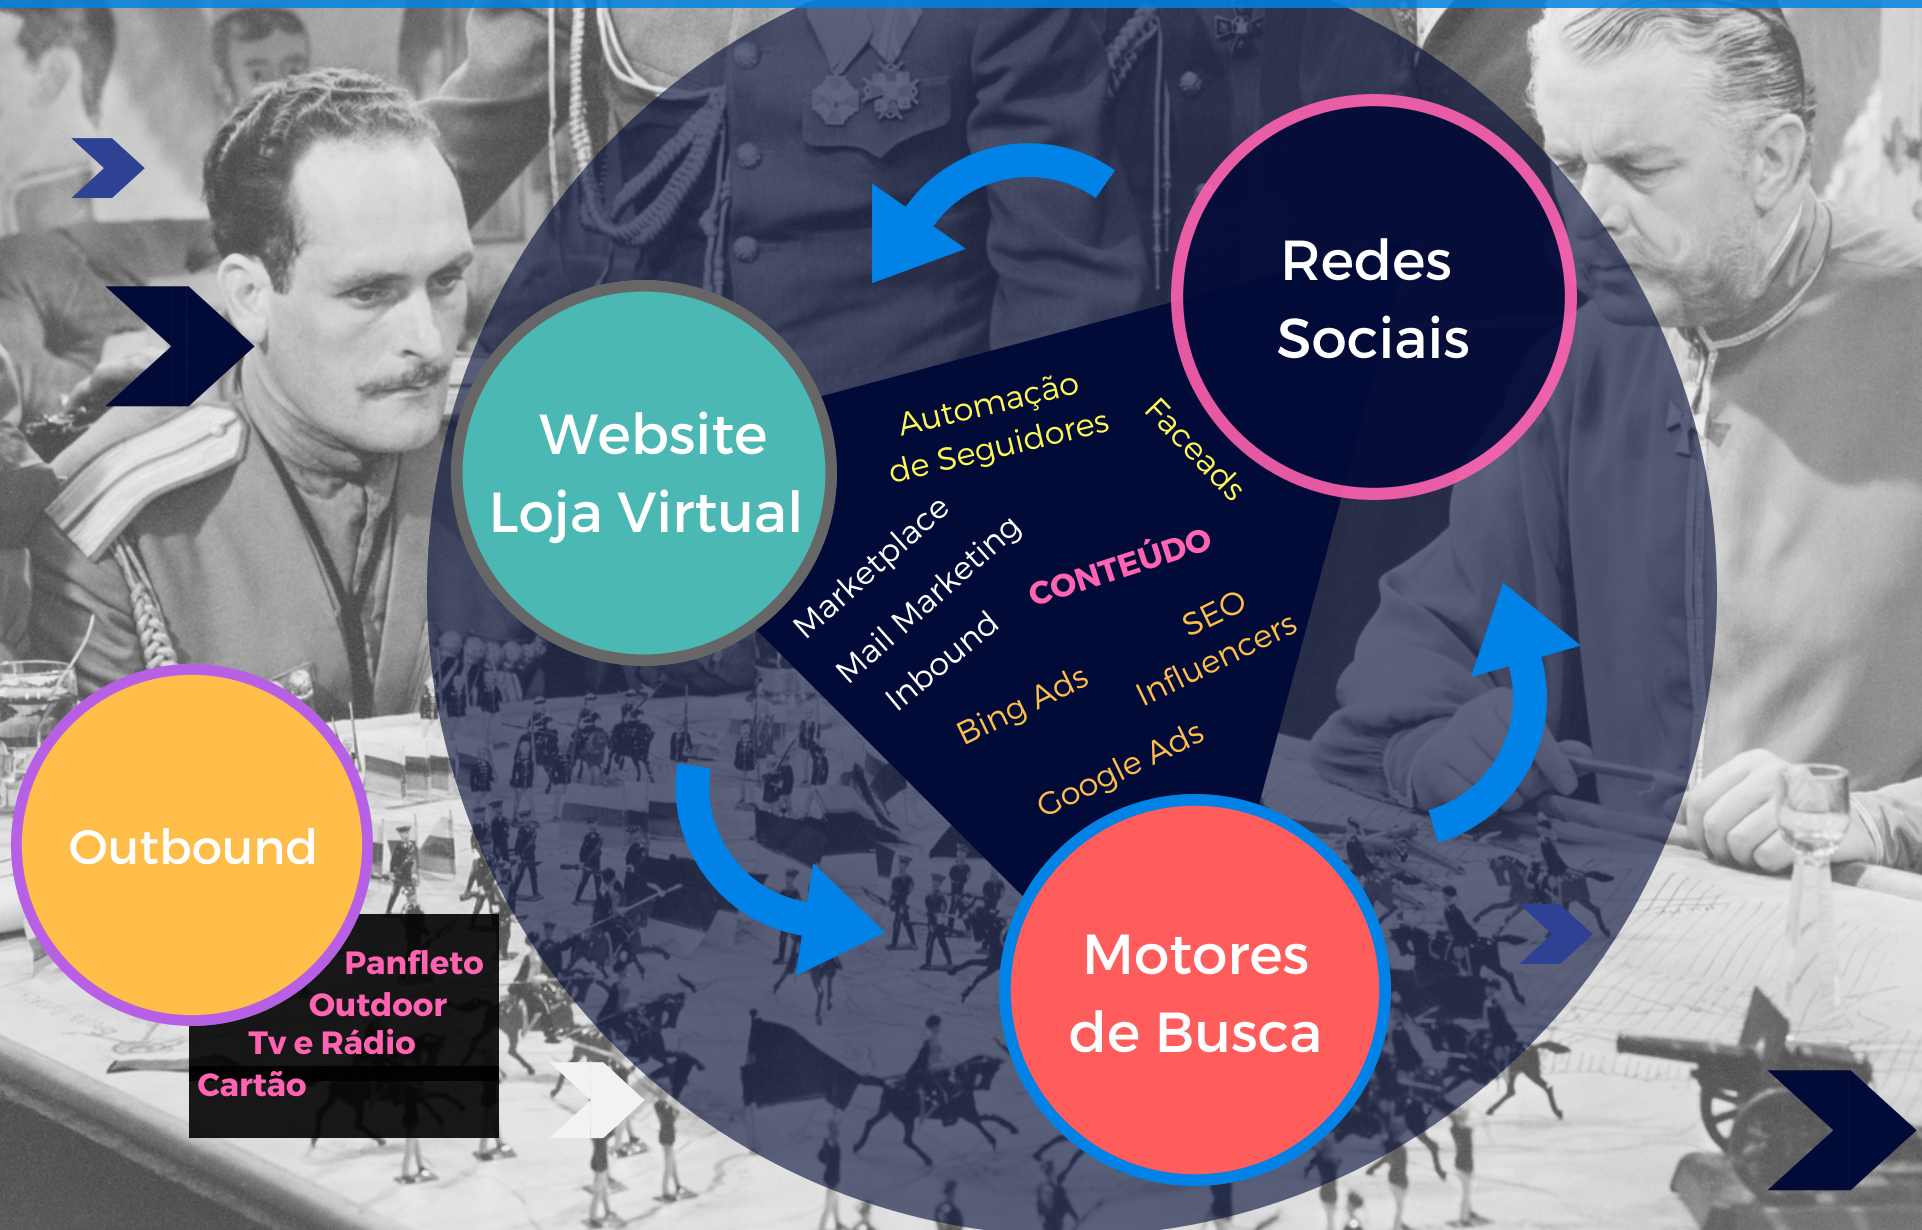 Redes
Sociais
Website
Loja Virtual
Automação
de Seguidores
Faceads
Marketplace
Mail Marketing
Inbound
CONTEÚDO
SEO
Influencers
Bing Ads
Google Ads
Outbound
Panfleto
Outdoor
Tv e Rádio
Cartão
Motores
de Busca